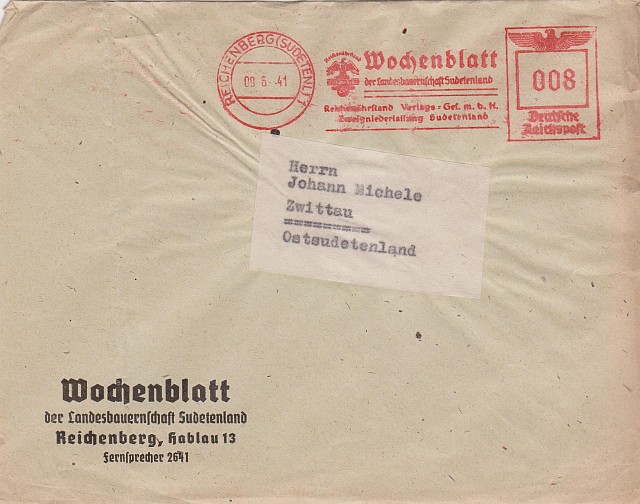 REICHENBERG (SUDETENL) 1
09.6.-41
Reichsnährstand
Wochenblatt
der Landesbauernschaft Sudetenland
Reichsnährstand Verlags-Ges. m. b. H.
Zweigniederlassung Sudetenland
008
Deutsche
Reichspost
Herrn
Johann Michele
Zwittau
=========
Ostsudetenland
Wochenblatt
der Landesbauernschaft Sudetenland
Reichenberg, Hablau 13
Fernsprecher 2641